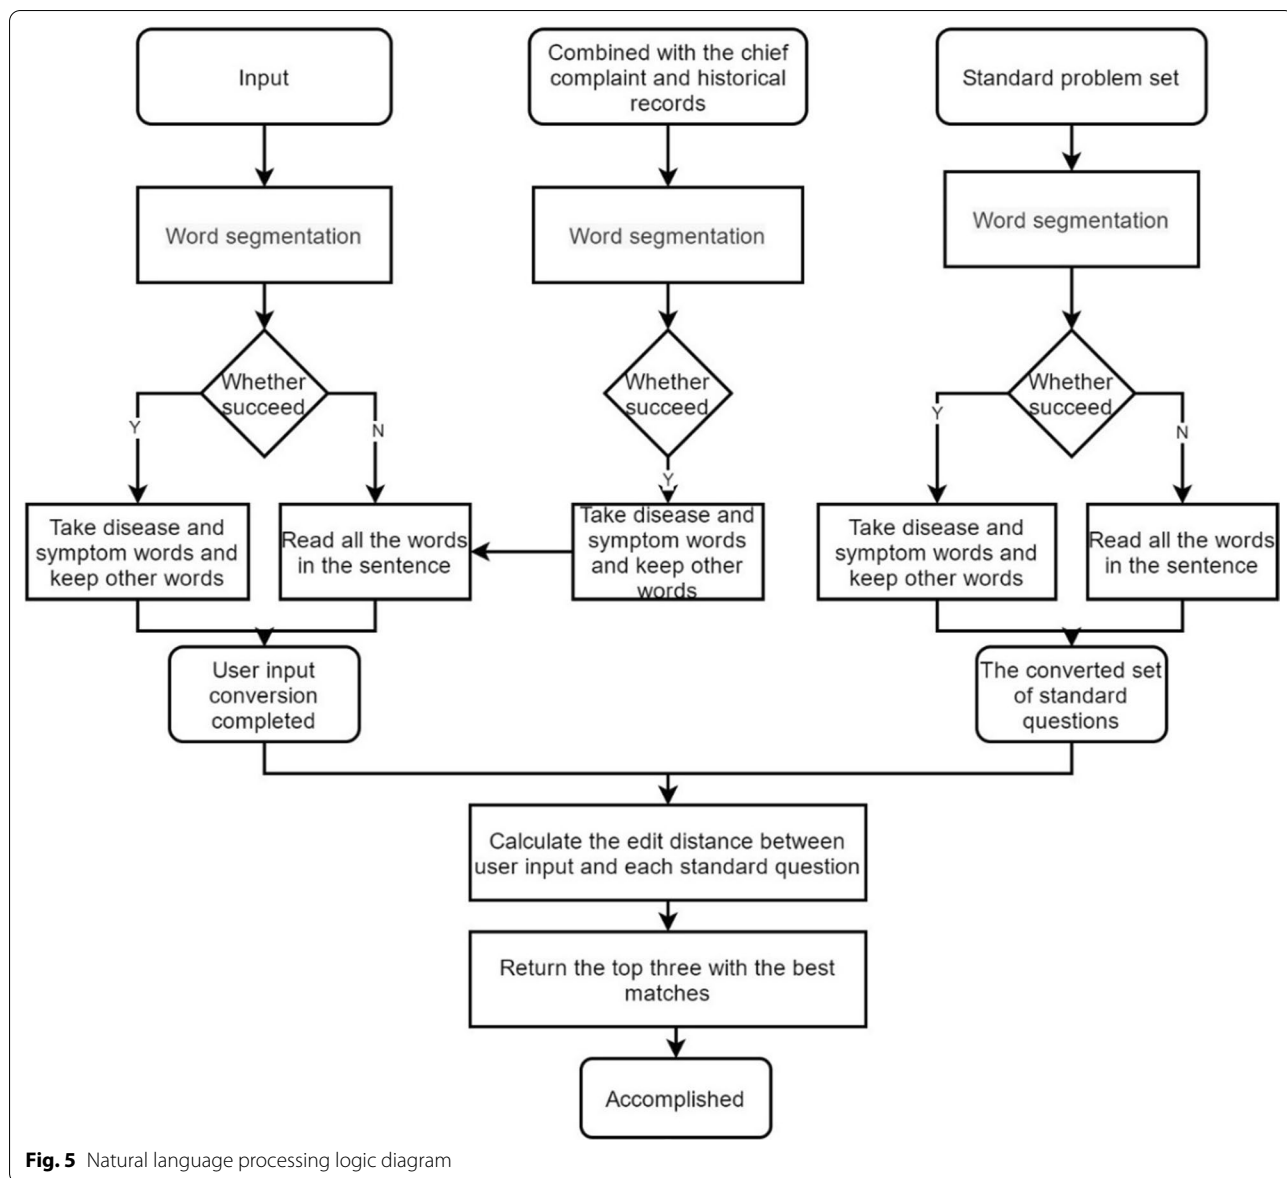 Input
Combined with the chief
complaint and historical
records
Standard problem set
Word segmentation
Word segmentation
Word segmentation
Whether
succeed
Whether
succeed
Whether
succeed
Y
N
Y
Y
N
Take disease and
symptom words and
keep other words
Read all the words
in the sentence
Take disease and
symptom words
and keep other
words
Take disease and
symptom words and
keep other words
Read all the words
in the sentence
User input
conversion
completed
The converted set
of standard
questions
Calculate the edit distance between
user input and each standard question
Return the top three with the best
matches
Accomplished
Fig. 5 Natural language processing logic diagram